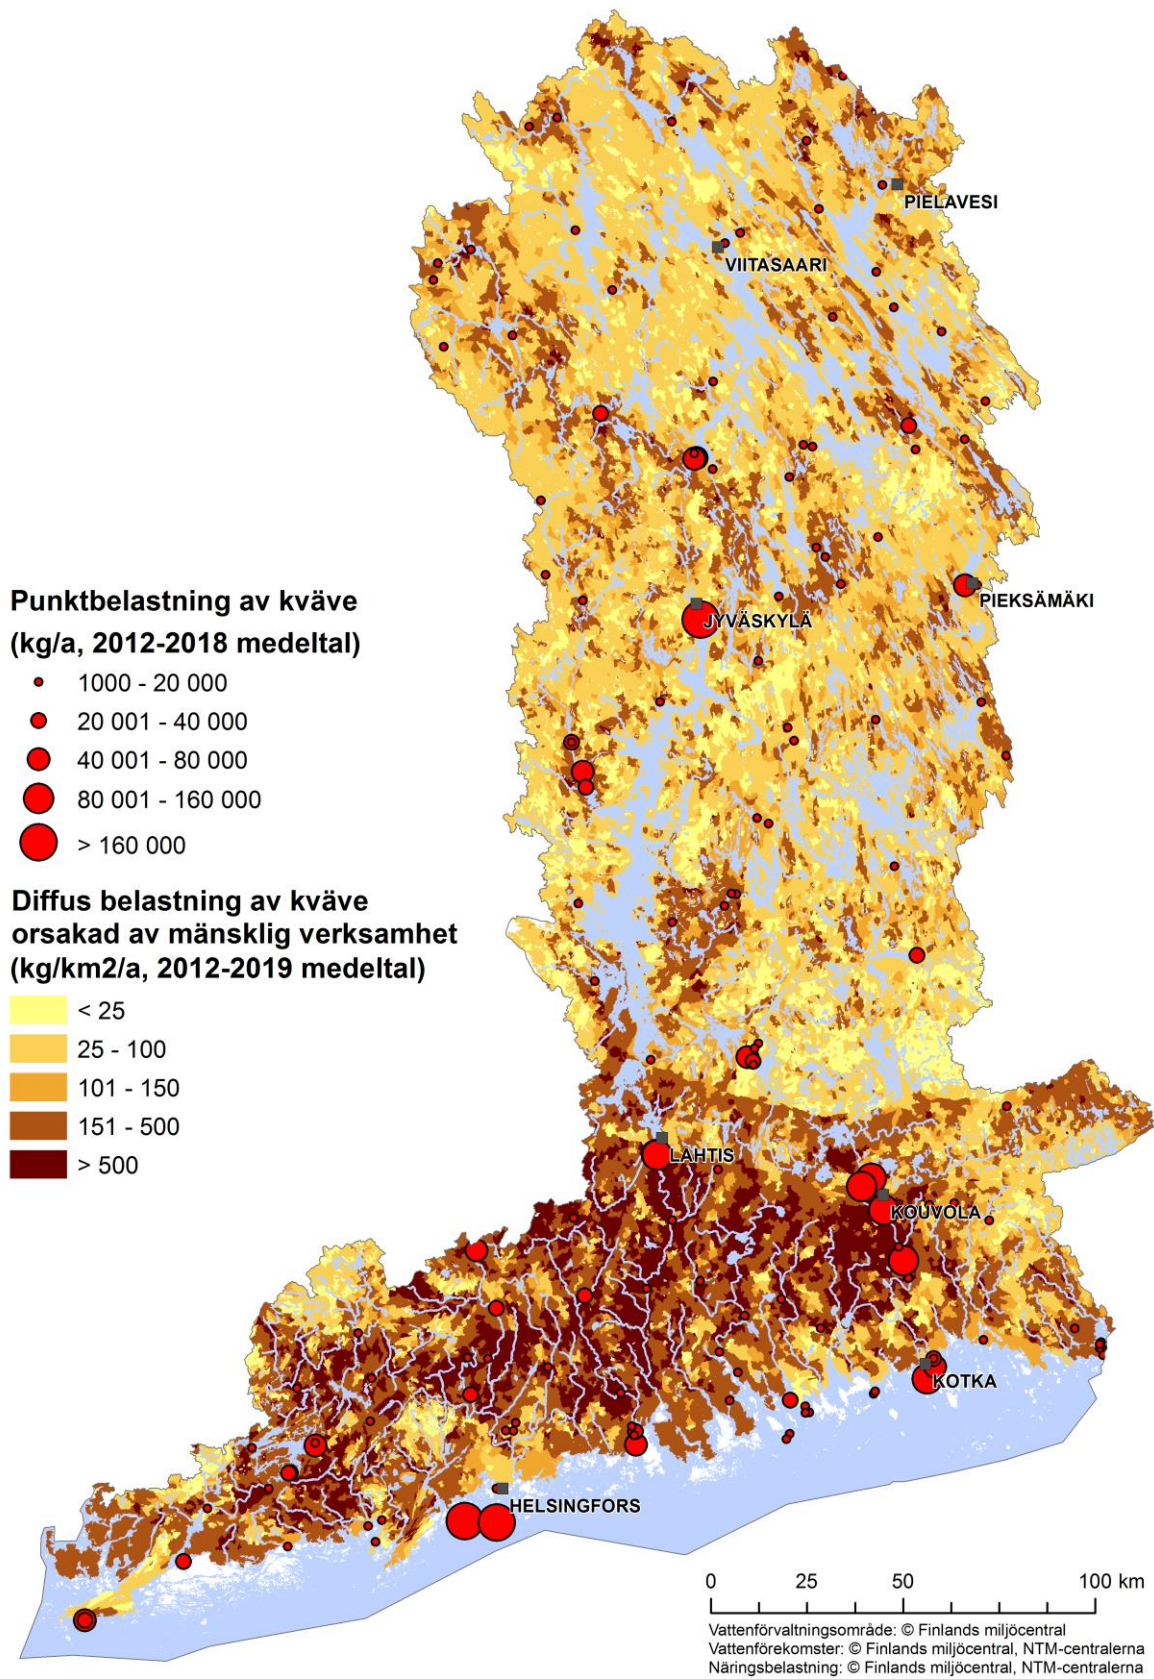 PIELAVESI
VIITASAARI
PIEKSÄMÄKI
JYVÄSKYLÄ
Punktbelastning av kväve
(kg/a, 2012-2018 medeltal)
1000 - 20 000
20 001 - 40 000
40 001 - 80 000
80 001 - 160 000
> 160 000
Diffus belastning av kväve
orsakad av mänsklig verksamhet
(kg/km2/a, 2012-2019 medeltal)
< 25
25 - 100
101 - 150
151 - 500
> 500
LAHTIS
KOUVOLA
KOTKA
HELSINGFORS
0 25 50 100 km
Vattenförvaltningsområde: © Finlands miljöcentral
Vattenförekomster: © Finlands miljöcentral, NTM-centralerna
Näringsbelastning: © Finlands miljöcentral, NTM-centralerna